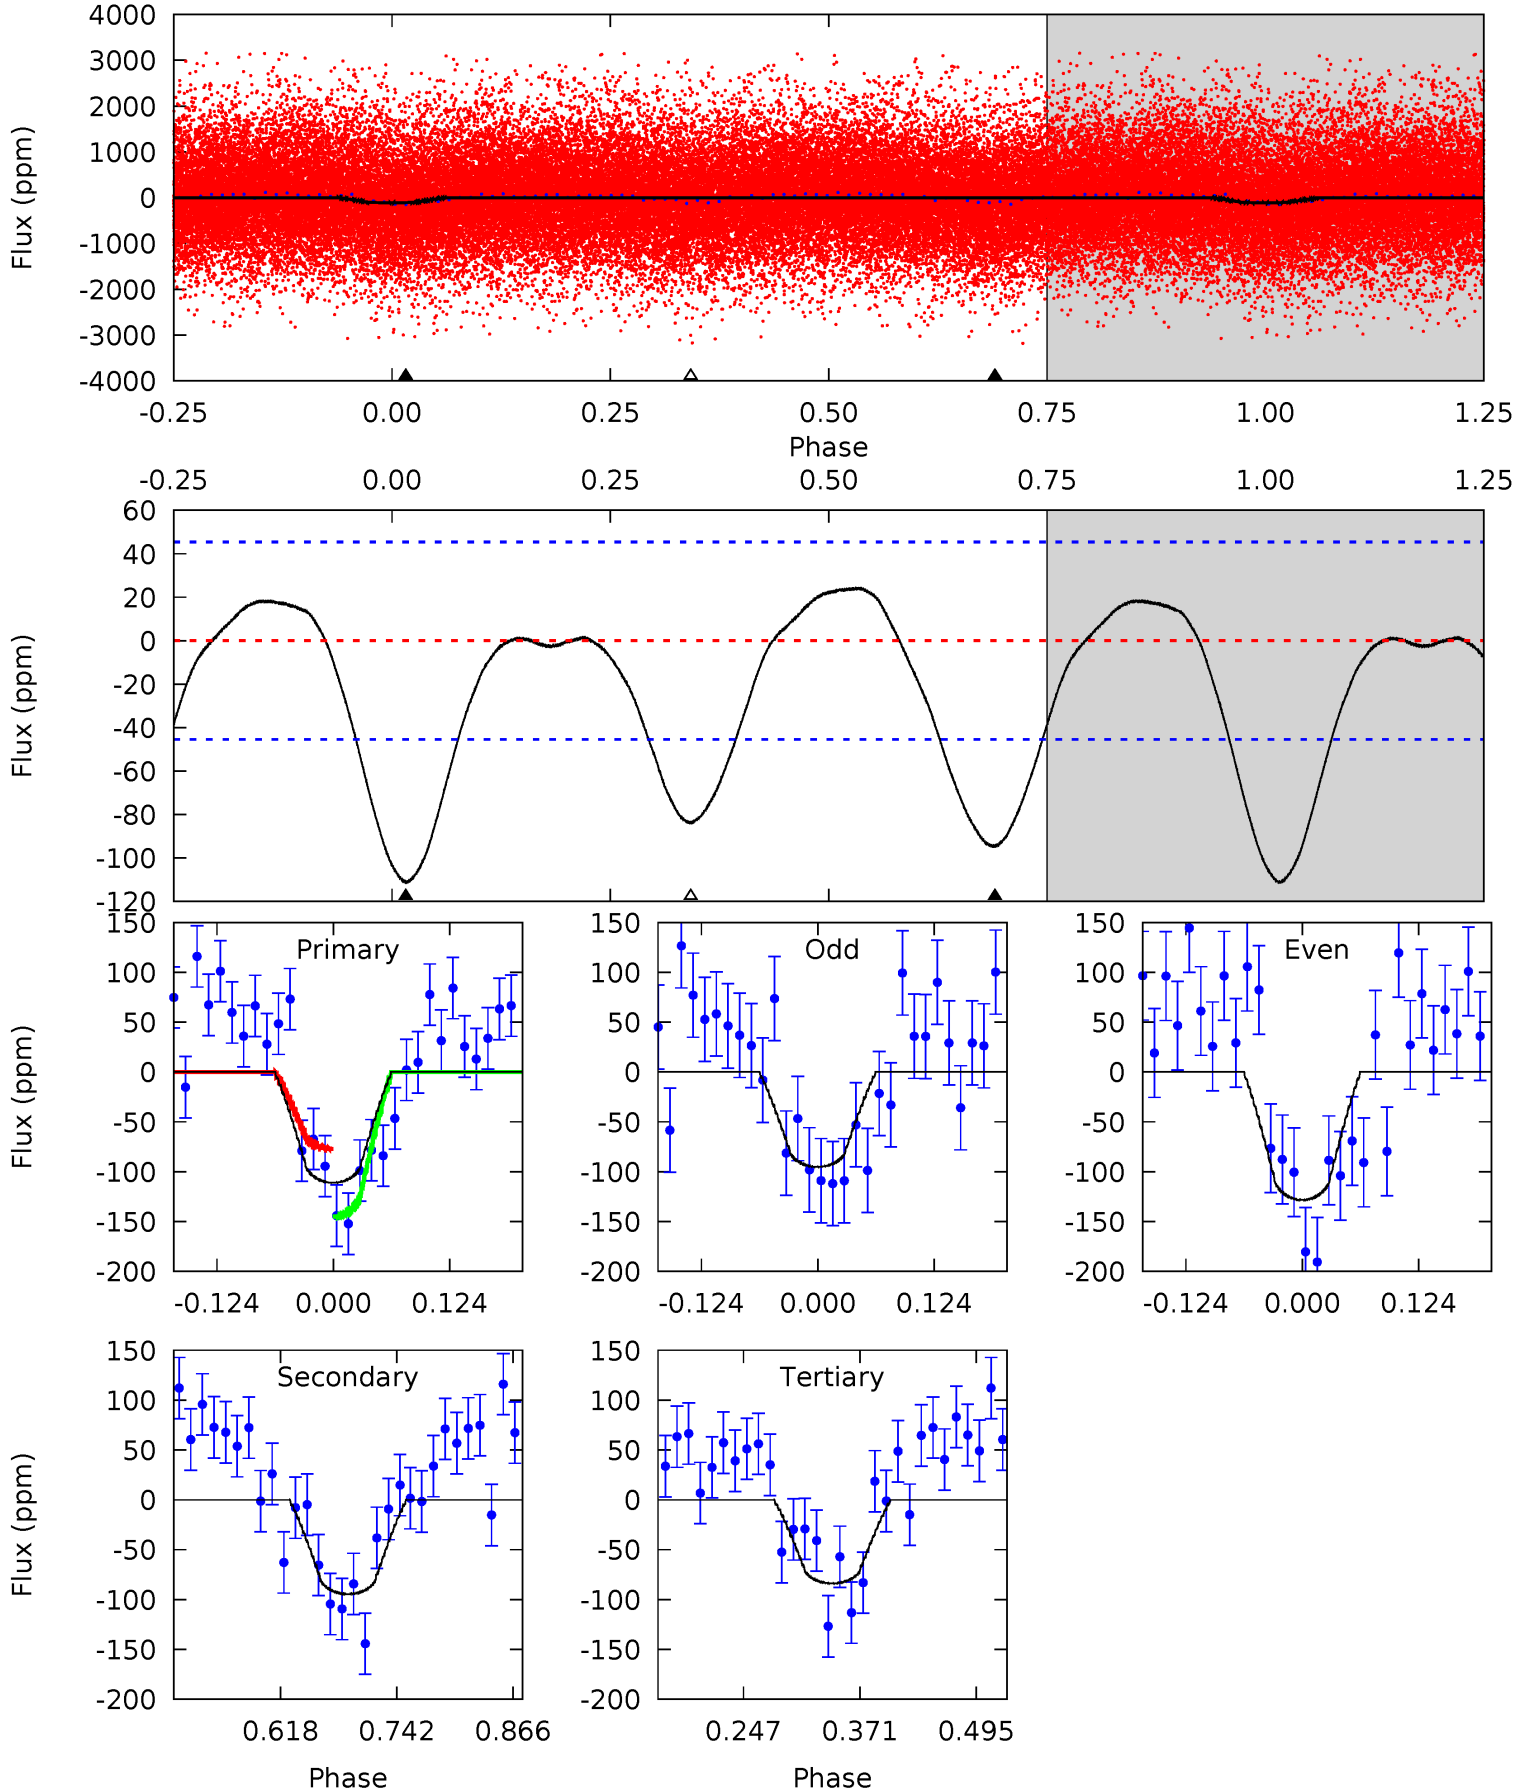 4000
3000
2000
1000
0
-1000
-2000
-3000
-4000
Flux (ppm)
-0.25 0.00 0.25 0.50 0.75 1.00 1.25
Phase
-0.25 0.00 0.25 0.50 0.75 1.00 1.25
60
40
20
0
-20
-40
-60
-80
-100
-120
Flux (ppm)
Primary Odd Even
150 150 150
100 100 100
50 50 50
0 0 0
-50 -50 -50
-100 -100 -100
-150 -150 -150
-200 -200 -200
Flux (ppm)
-0.124 0.000 0.124 -0.124 0.000 0.124 -0.124 0.000 0.124
Secondary Tertiary
150 150
100 100
50 50
0 0
-50 -50
-100 -100
-150 -150
-200 -200
Flux (ppm)
0.618 0.742 0.866 0.247 0.371 0.495
Phase Phase